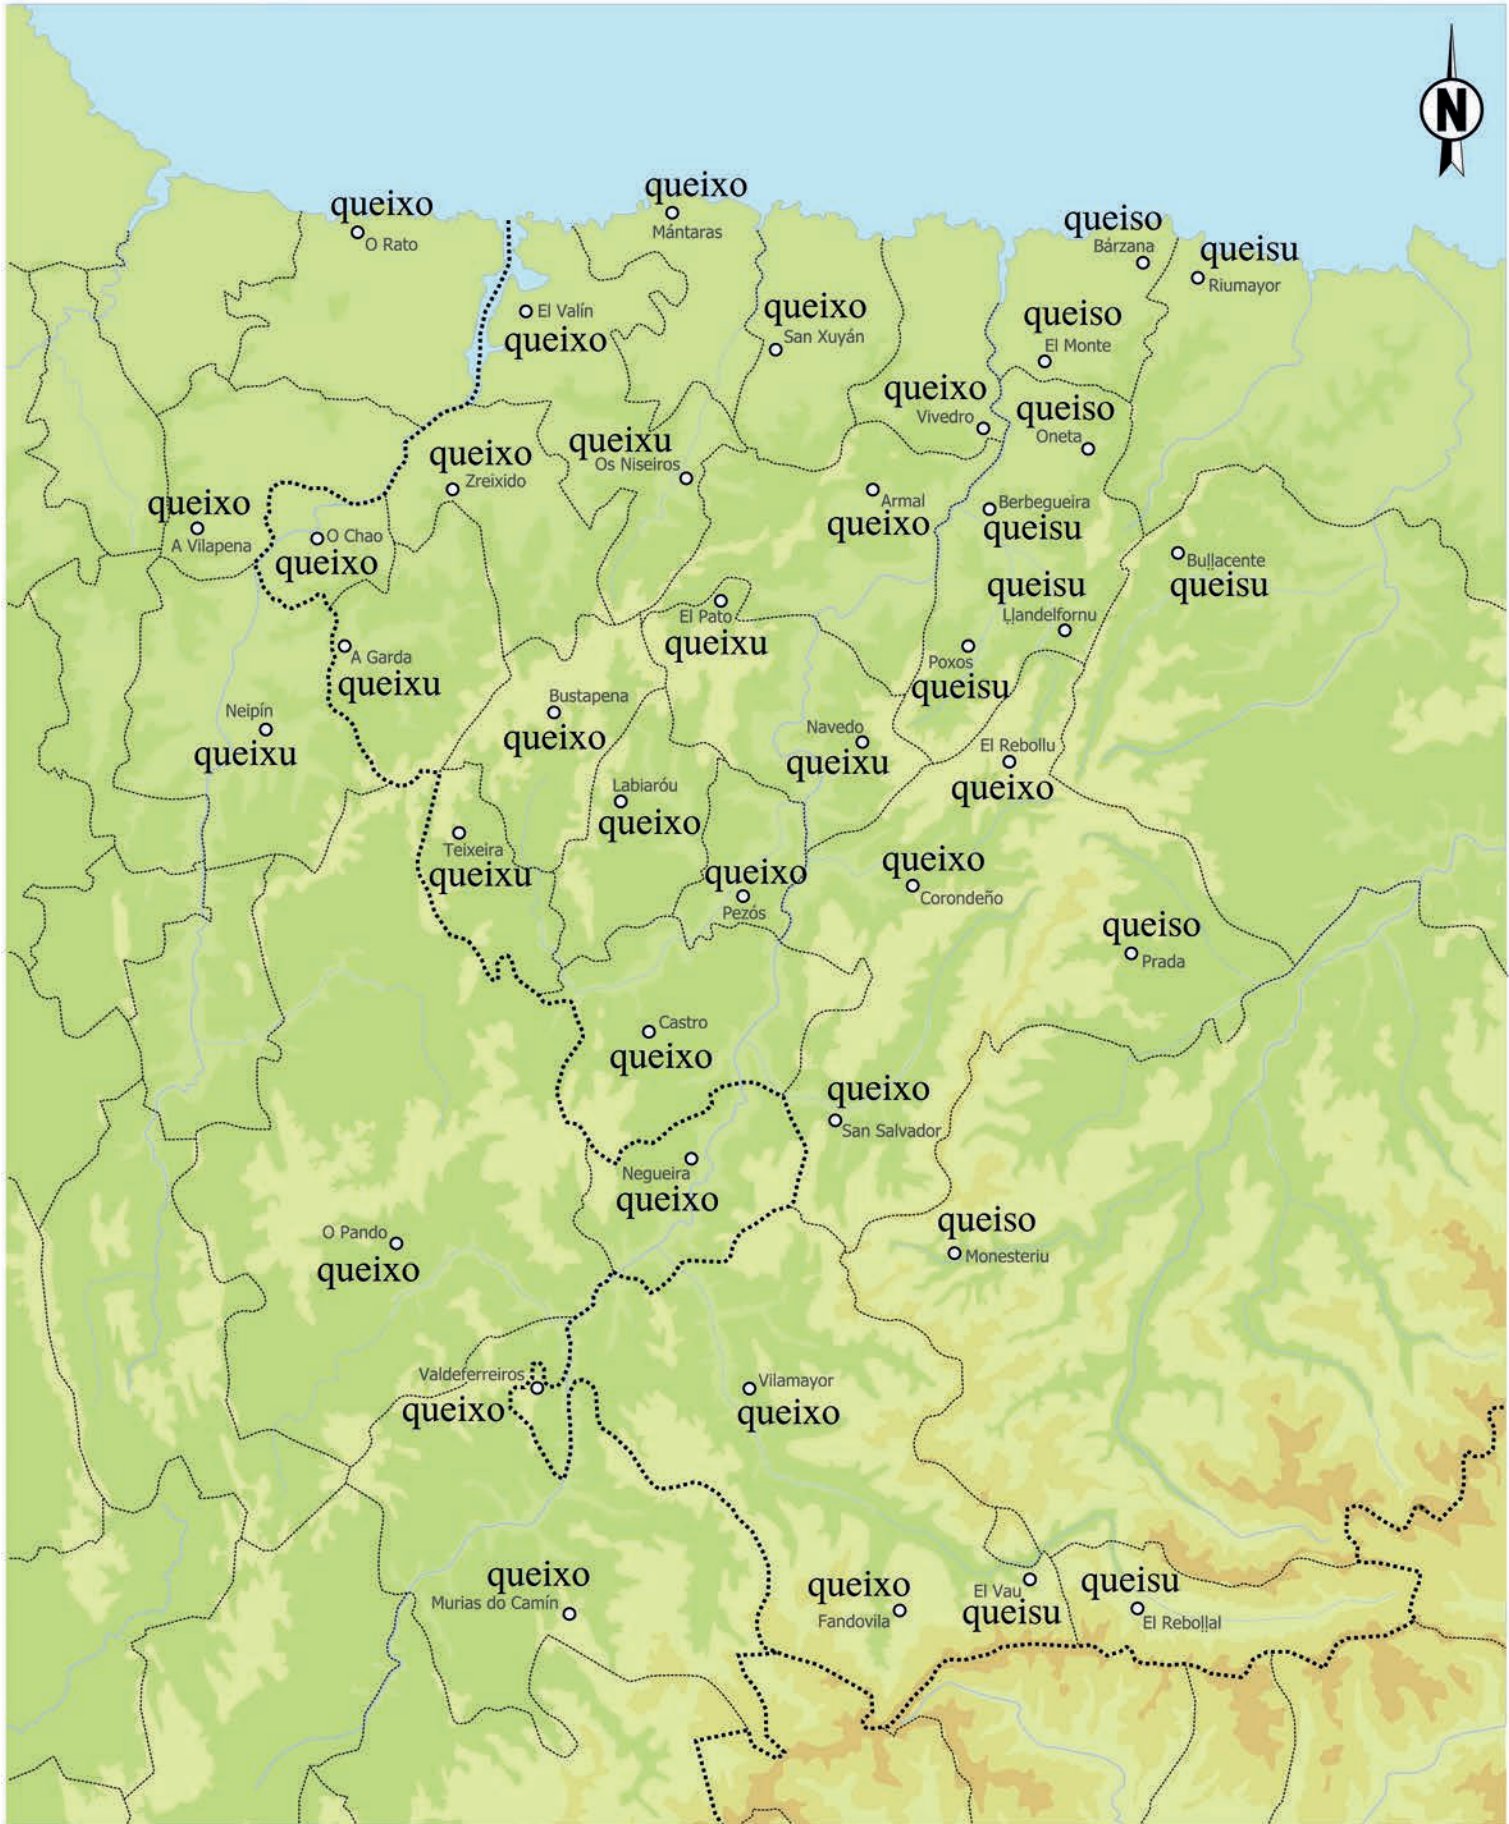 N
queixo
Mántaras
queixo
O Rato
queiso
Bárzana
queisu
Riumayor
El Valín
queixo
queixo
San Xuyán
queiso
El Monte
queixo
Vivedro
queiso
Oneta
queixu
Os Niseiros
queixo
Zreixido
queixo
A Vilapena
O Chao
queixo
Armal
queixo
Berbegueira
queisu
Buḷḷacente
queisu
queisu
Ḷḷandelfornu
El Pato
queixu
A Garda
queixu
Poxos
queisu
Bustapena
queixo
Neipín
queixu
Navedo
queixu
El Rebollu
queixo
Labiaróu
queixo
Teixeira
queixu
queixo
Pezós
queixo
Corondeño
queiso
Prada
Castro
queixo
queixo
San Salvador
Negueira
queixo
O Pando
queixo
queiso
Monesteriu
Valdeferreiros
queixo
Vilamayor
queixo
queixo
Murias do Camín
queixo
Fandovila
El Vau
queisu
queisu
El Reboḷḷal